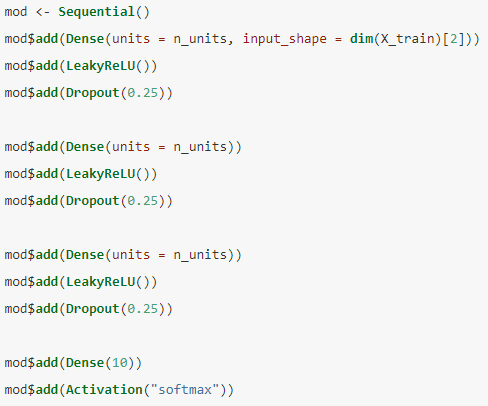 mod <- Sequential()
mod$add(Dense(units = n_units, input_shape = dim(X_train)[2]))
mod$add(LeakyReLU())
mod$add(Dropout(0.25))
mod$add(Dense(units = n_units))
mod$add(LeakyReLU())
mod$add(Dropout(0.25))
mod$add(Dense(units = n_units))
mod$add(LeakyReLU())
mod$add(Dropout(0.25))
mod$add(Dense(10))
mod$add(Activation("softmax"))